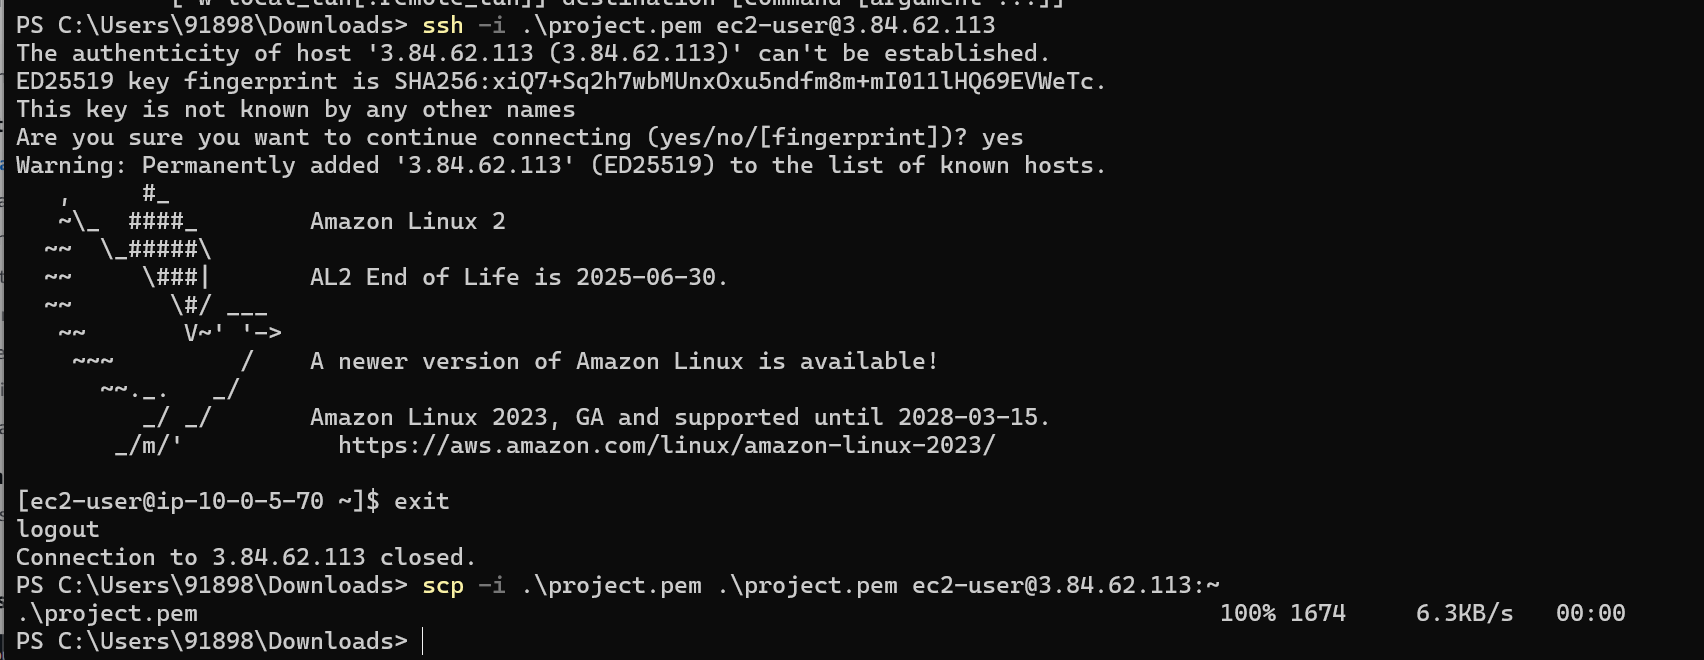 [-W local_tun[:remote_tun]] destination [command [argument ...]]
PS C:\Users\91898\Downloads> ssh -i .\project.pem ec2-user@3.84.62.113
The authenticity of host '3.84.62.113 (3.84.62.113)' can't be established.
ED25519 key fingerprint is SHA256:xiQ7+Sq2h7wbMUnxOxu5ndfm8m+mI011lHQ69EVWeTc.
This key is not known by any other names
Are you sure you want to continue connecting (yes/no/[fingerprint])? yes
Warning: Permanently added '3.84.62.113' (ED25519) to the list of known hosts.
   ,     #_
   ~\_  ####_        Amazon Linux 2
  ~~  \_#####\
  ~~     \###|       AL2 End of Life is 2025-06-30.
  ~~       \#/ ___
   ~~       V~' '->
    ~~~         /    A newer version of Amazon Linux is available!
      ~~._.   _/
         _/ _/       Amazon Linux 2023, GA and supported until 2028-03-15.
       _/m/'           https://aws.amazon.com/linux/amazon-linux-2023/
[ec2-user@ip-10-0-5-70 ~]$ exit
logout
Connection to 3.84.62.113 closed.
PS C:\Users\91898\Downloads> scp -i .\project.pem .\project.pem ec2-user@3.84.62.113:~
.\project.pem 100% 1674 6.3KB/s 00:00
PS C:\Users\91898\Downloads>